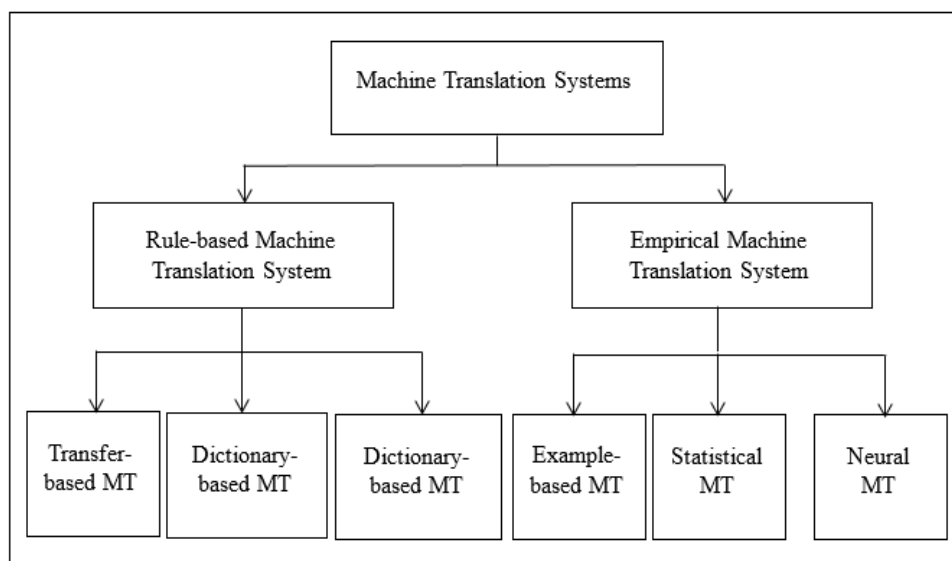 Machine Translation Systems
Rule-based Machine
Translation System
Empirical Machine
Translation System
Transfer-
based MT
Dictionary-
based MT
Dictionary-
based MT
Example-
based MT
Statistical
MT
Neural
MT